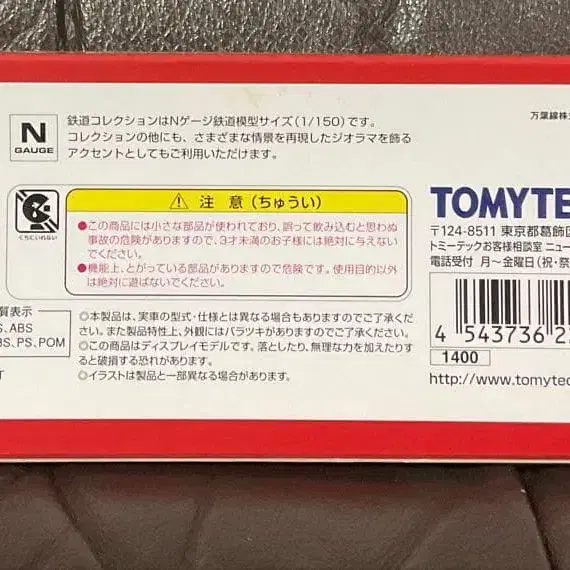 N
GAUGE
鉄道コレクションはNゲージ鉄道模型サイズ(1/150)です。
コレクションの他にも、さまざまな情景を再現したジオラマを飾る
アクセントとしてもご利用いただけます。
万葉線株式
くちにいれない
⚠ 注 意(ちゅうい)
●この商品には小さな部品が使われており、誤って飲み込むと思わぬ
事故の危険がありますので、3才未満のお子様には絶対に与えない
でください。
●機能上、とがっている部品がありますので危険です。使用目的以外
は絶対に遊ばないでください。
TOMYTE
〒124-8511 東京都葛飾区
トミーテックお客様相談室 ニュー
電話受付 月〜金曜日(祝・祭
質表示
S、ABS
BS、PS、POM
T
◎本製品は、実車の型式・仕様とは異なる場合もありますのでご了承くだ
さい。また製品特性上、外観にはバラツキがありますのでご了承ください。
◎この商品はディスプレイモデルです。落としたり、無理な力を加えたりす
ると破損する恐れがあります。
◎イラストは製品と一部異なる場合があります。
4 543736 2
1400
http://www.tomytec